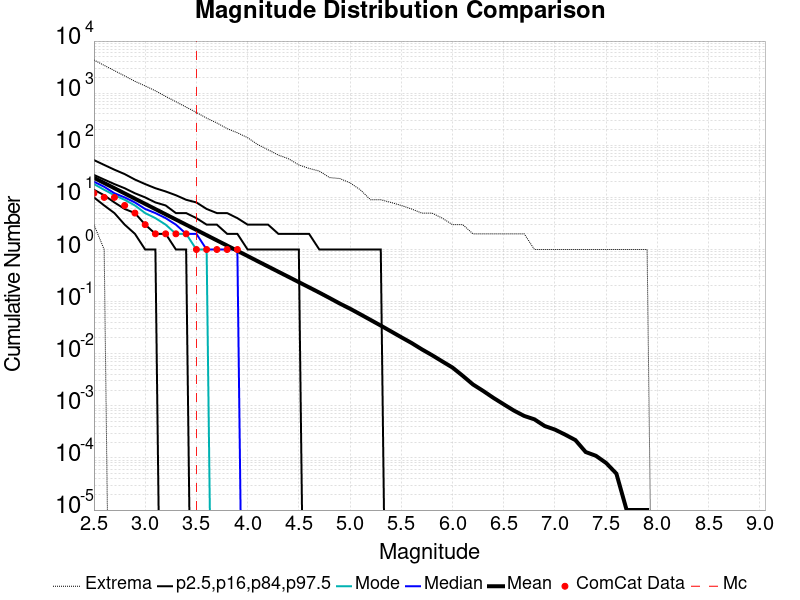 Magnitude Distribution Comparison
Cumulative Number
10^4
10^3
10^2
10^1
10^0
10^-1
10^-2
10^-3
10^-4
10^-5
2.5 3.0 3.5 4.0 4.5 5.0 5.5 6.0 6.5 7.0 7.5 8.0 8.5 9.0
Magnitude
Extrema p2.5,p16,p84,p97.5 Mode Median Mean ComCat Data Mc